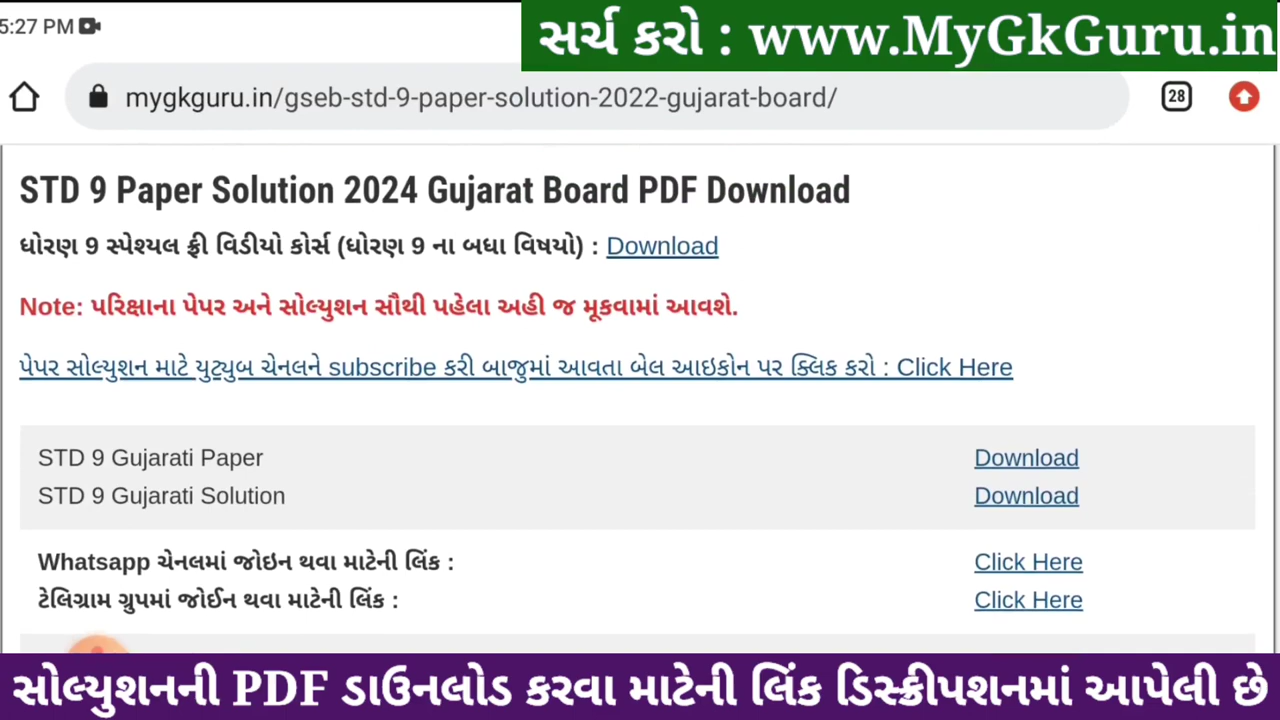 5:27 PM
સર્ચ કરો : www.MyGkGuru.in
mygkguru.in/gseb-std-9-paper-solution-2022-gujarat-board/
28
STD 9 Paper Solution 2024 Gujarat Board PDF Download
ધોરણ 9 સ્પેશ્યલ ફ્રી વિડીયો કોર્સ (ધોરણ 9 ના બધા વિષયો) : Download
Note: પરિક્ષાના પેપર અને સોલ્યુશન સૌથી પહેલા અહી જ મૂકવામાં આવશે.
પેપર સોલ્યુશન માટે યુટ્યુબ ચેનલને subscribe કરી બાજુમાં આવતા બેલ આઇકોન પર ક્લિક કરો : Click Here
STD 9 Gujarati Paper Download
STD 9 Gujarati Solution Download
Whatsapp ચેનલમાં જોઇન થવા માટેની લિંક : Click Here
ટેલિગ્રામ ગ્રુપમાં જોઈન થવા માટેની લિંક : Click Here
સોલ્યુશનની PDF ડાઉનલોડ કરવા માટેની લિંક ડિસ્ક્રીપશનમાં આપેલી છે